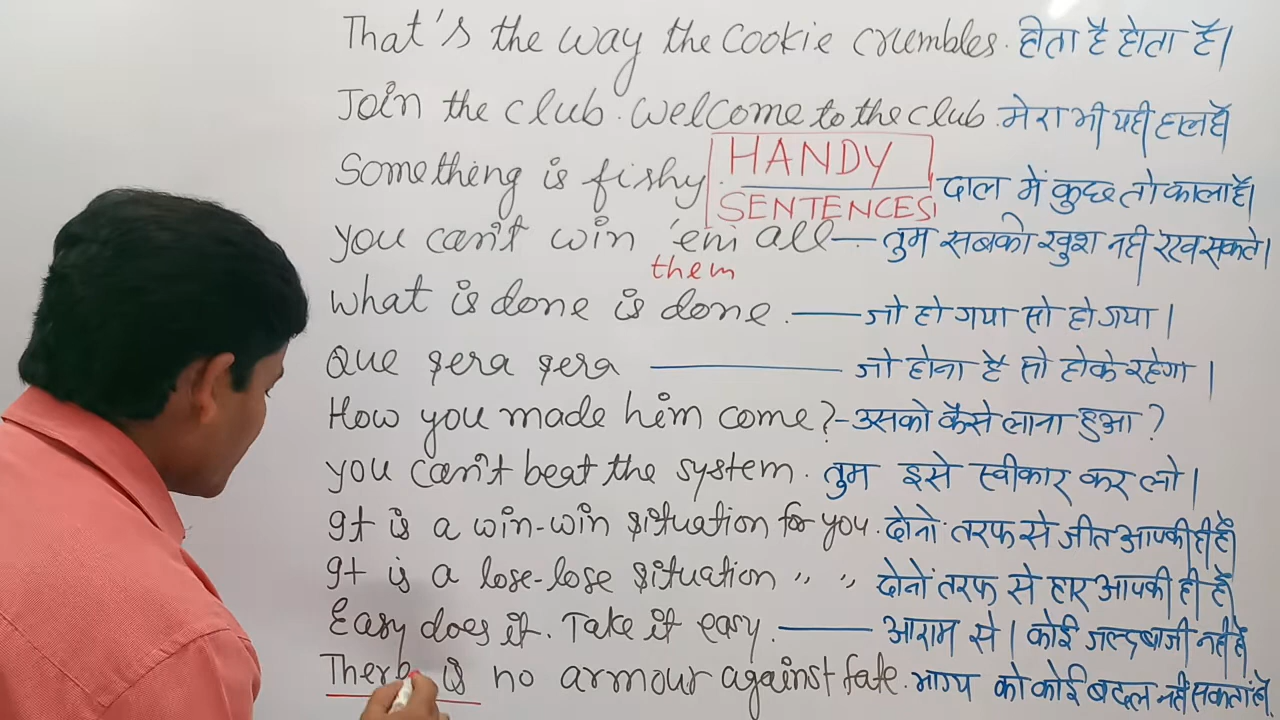 That's the way the cookie crumbles. होता है होता है।
Join the club. Welcome to the club. मेरा भी यही हाल है
Something is fishy. दाल में कुछ तो काला है।
HANDY
SENTENCES
you can't win 'em all — तुम सबको खुश नही रख सकते।
them
What is done is done. — जो हो गया सो हो गया।
Que sera sera — जो होना है सो होके रहेगा।
How you made him come? - उसको कैसे लाना हुआ?
you can't beat the system. तुम इसे स्वीकार कर लो।
It is a win-win situation for you. दोनों तरफ से जीत आपकी ही है।
It is a lose-lose situation " " दोनों तरफ से हार आपकी ही है।
Easy does it. Take it easy. — आराम से। कोई जल्दबाजी नहीं है
There is no armour against fate. भाग्य को कोई बदल नहीं